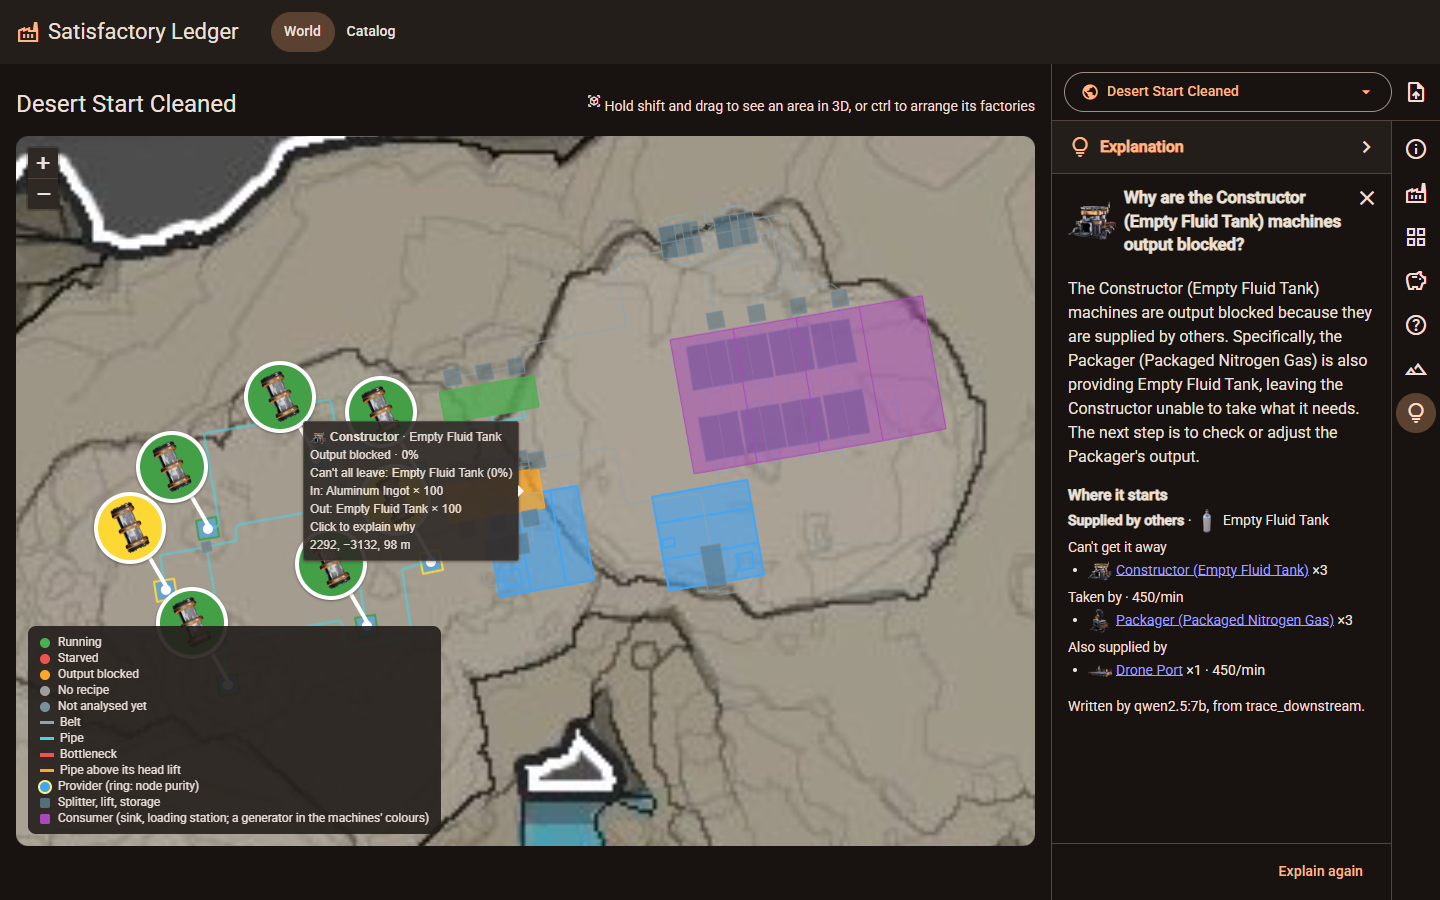 Satisfactory Ledger
World
Catalog
Desert Start Cleaned
Hold shift and drag to see an area in 3D, or ctrl to arrange its factories
Desert Start Cleaned
+
−
Constructor · Empty Fluid Tank
Output blocked · 0%
Can't all leave: Empty Fluid Tank (0%)
In: Aluminum Ingot × 100
Out: Empty Fluid Tank × 100
Click to explain why
2292, −3132, 98 m
Running
Starved
Output blocked
No recipe
Not analysed yet
Belt
Pipe
Bottleneck
Pipe above its head lift
Provider (ring: node purity)
Splitter, lift, storage
Consumer (sink, loading station; a generator in the machines' colours)
Explanation
Why are the Constructor
(Empty Fluid Tank) machines
output blocked?
The Constructor (Empty Fluid Tank)
machines are output blocked because they
are supplied by others. Specifically, the
Packager (Packaged Nitrogen Gas) is also
providing Empty Fluid Tank, leaving the
Constructor unable to take what it needs.
The next step is to check or adjust the
Packager's output.
Where it starts
Supplied by others · Empty Fluid Tank
Can't get it away
• Constructor (Empty Fluid Tank) ×3
Taken by · 450/min
• Packager (Packaged Nitrogen Gas) ×3
Also supplied by
• Drone Port ×1 · 450/min
Written by qwen2.5:7b, from trace_downstream.
Explain again